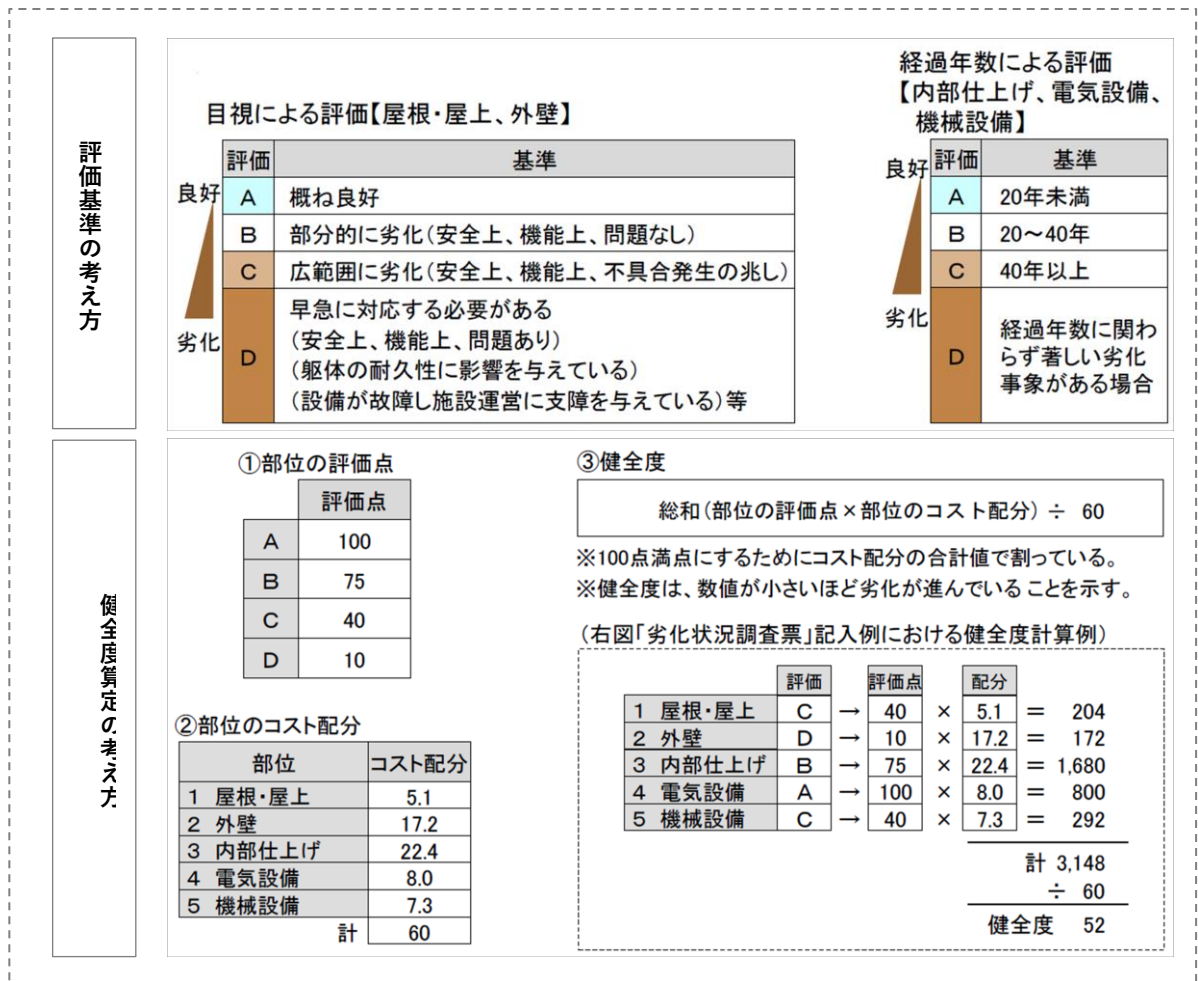 評価基準の考え方
目視による評価【屋根・屋上、外壁】
良好
劣化
評価 基準
A 概ね良好
B 部分的に劣化(安全上、機能上、問題なし)
C 広範囲に劣化(安全上、機能上、不具合発生の兆し)
D 早急に対応する必要がある
(安全上、機能上、問題あり)
(躯体の耐久性に影響を与えている)
(設備が故障し施設運営に支障を与えている)等
経過年数による評価
【内部仕上げ、電気設備、
機械設備】
良好
劣化
評価 基準
A 20年未満
B 20～40年
C 40年以上
D 経過年数に関わ
らず著しい劣化
事象がある場合
健全度算定の考え方
①部位の評価点
評価点
A 100
B 75
C 40
D 10
②部位のコスト配分
部位 コスト配分
1 屋根・屋上 5.1
2 外壁 17.2
3 内部仕上げ 22.4
4 電気設備 8.0
5 機械設備 7.3
計 60
③健全度
総和(部位の評価点×部位のコスト配分) ÷ 60
※100点満点にするためにコスト配分の合計値で割っている。
※健全度は、数値が小さいほど劣化が進んでいることを示す。
(右図「劣化状況調査票」記入例における健全度計算例)
評価 評価点 配分
1 屋根・屋上 C → 40 × 5.1 = 204
2 外壁 D → 10 × 17.2 = 172
3 内部仕上げ B → 75 × 22.4 = 1,680
4 電気設備 A → 100 × 8.0 = 800
5 機械設備 C → 40 × 7.3 = 292
計 3,148
÷ 60
健全度 52